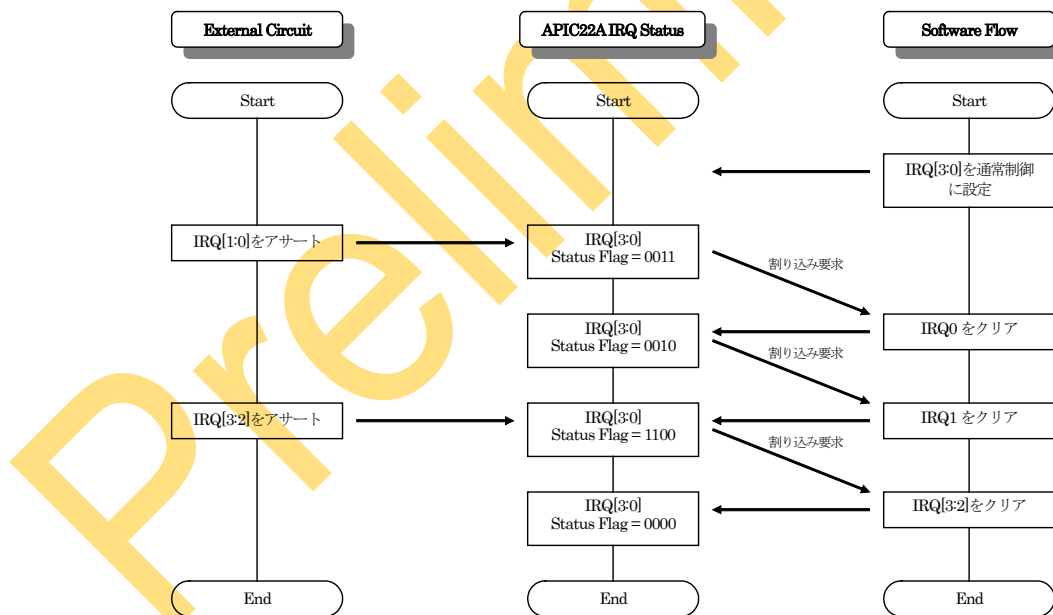 External Circuit
APIC22A IRQ Status
Software Flow
Start
Start
Start
IRQ[3:0]を通常制御
に設定
IRQ[1:0]をアサート
IRQ[3:0]
Status Flag = 0011
割り込み要求
IRQ[3:0]
Status Flag = 0010
IRQ0 をクリア
割り込み要求
IRQ[3:2]をアサート
IRQ[3:0]
Status Flag = 1100
IRQ1 をクリア
割り込み要求
IRQ[3:0]
Status Flag = 0000
IRQ[3:2]をクリア
End
End
End
Prelim